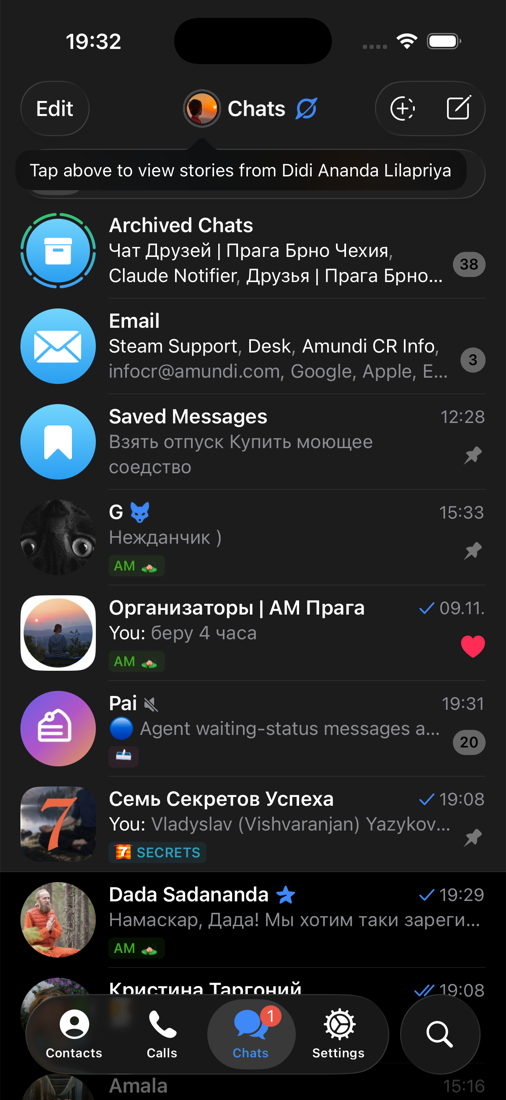 19:32
Edit
Chats
Tap above to view stories from Didi Ananda Lilapriya
Archived Chats
Чат Друзей | Прага Брно Чехия,
Claude Notifier, Друзья | Прага Брно...
38
Email
Steam Support, Desk, Amundi CR Info,
infocr@amundi.com, Google, Apple, E...
3
Saved Messages
12:28
Взять отпуск Купить моющее
соедство
G
15:33
Нежданчик )
AM
Организаторы | АМ Прага
09.11.
You: беру 4 часа
AM
Pai
19:31
Agent waiting-status messages a...
20
7
Семь Секретов Успеха
19:08
You: Vladyslav (Vishvaranjan) Yazykov...
7 SECRETS
Dada Sadananda
19:29
Намаскар, Дада! Мы хотим таки зареги...
AM
Кристина Таргоний
19:08
1
Contacts
Calls
Chats
Settings
Amala
15:16